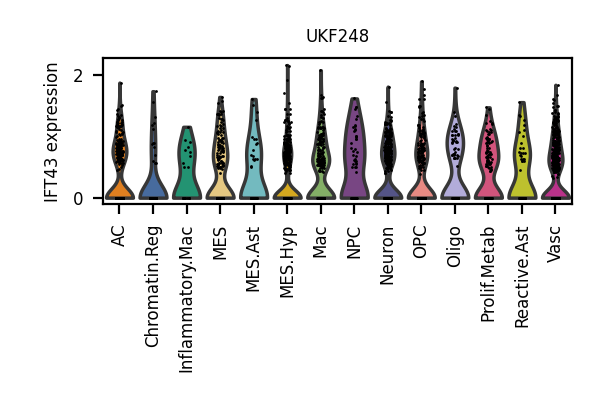 UKF248
IFT43 expression
2
0
AC
Chromatin.Reg
Inflammatory.Mac
MES
MES.Ast
MES.Hyp
Mac
NPC
Neuron
OPC
Oligo
Prolif.Metab
Reactive.Ast
Vasc